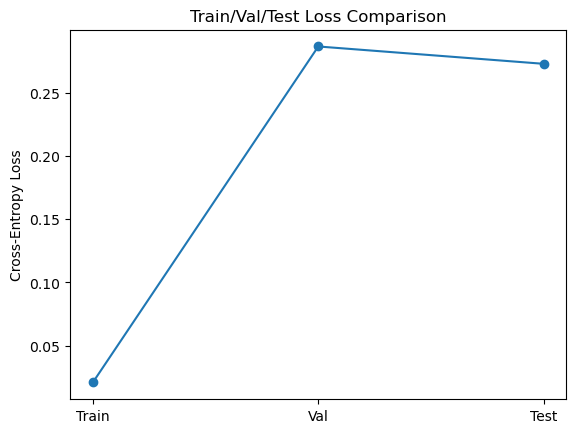 Train/Val/Test Loss Comparison
Cross-Entropy Loss
0.25
0.20
0.15
0.10
0.05
Train
Val
Test